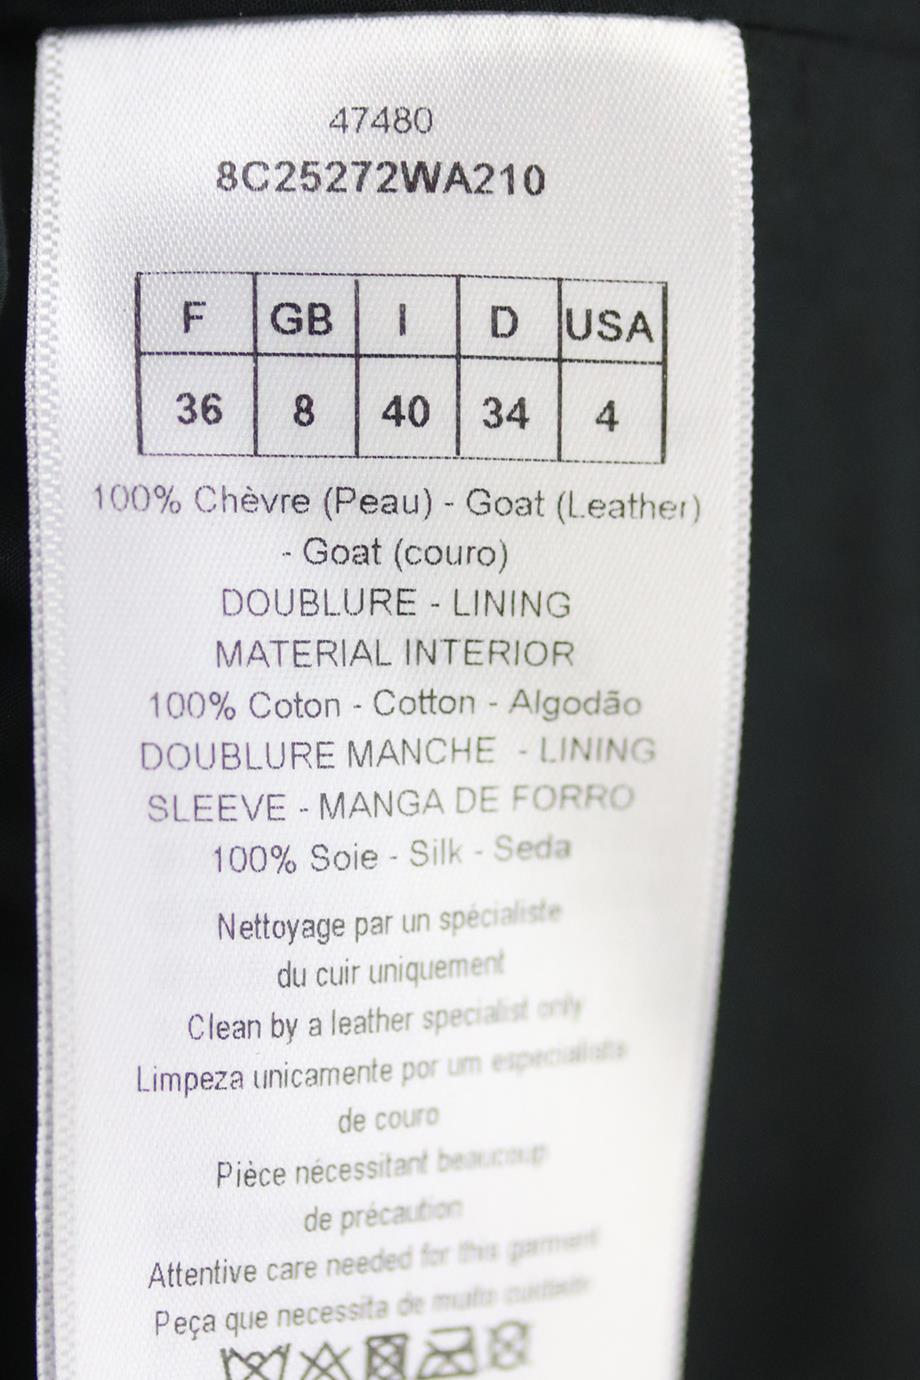 47480
8C25272WA210
F GB I D USA
36 8 40 34 4
100% Chèvre (Peau) - Goat (Leather)
- Goat (couro)
DOUBLURE - LINING
MATERIAL INTERIOR
100% Coton - Cotton - Algodão
DOUBLURE MANCHE - LINING
SLEEVE - MANGA DE FORRO
100% Soie - Silk - Seda
Nettoyage par un spécialiste
du cuir uniquement
Clean by a leather specialist only
Limpeza unicamente por um especialista
de couro
Pièce nécessitant beaucoup
de précaution
Attentive care needed for this garment
Peça que necessita de muito cuidado